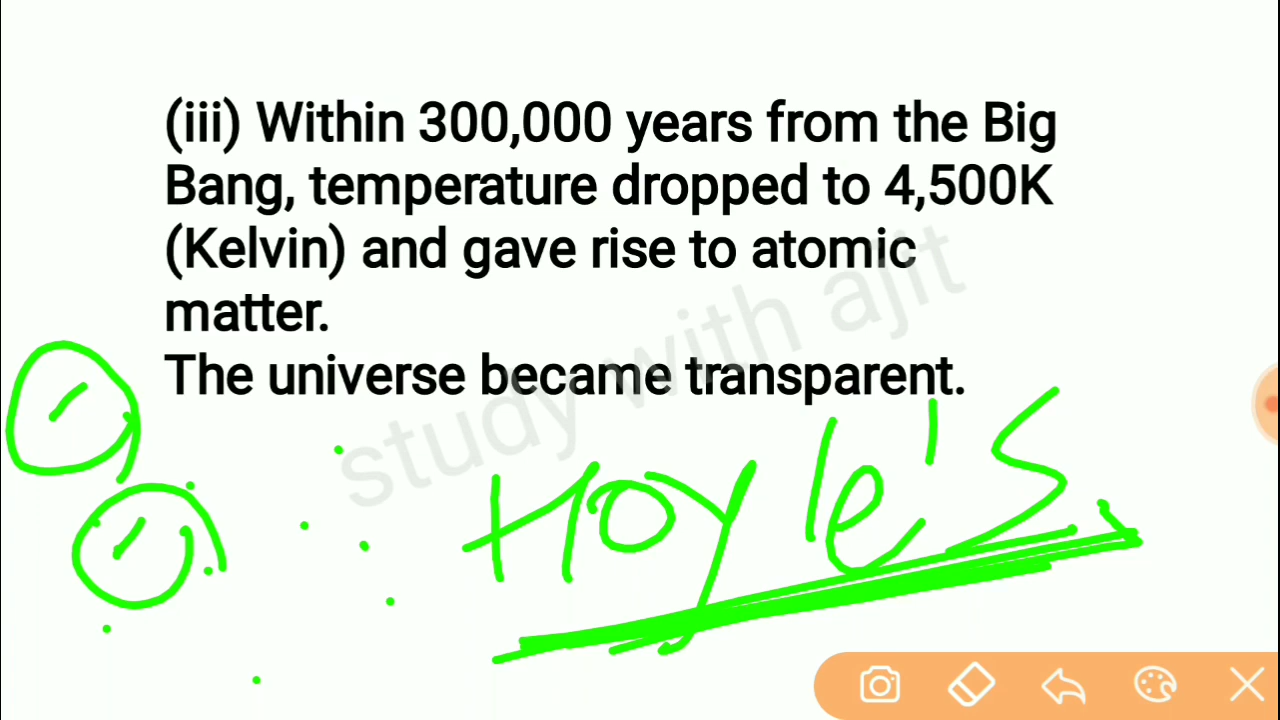 (iii) Within 300,000 years from the Big
Bang, temperature dropped to 4,500K
(Kelvin) and gave rise to atomic
matter.
The universe became transparent.
study with ajit
HOYle's